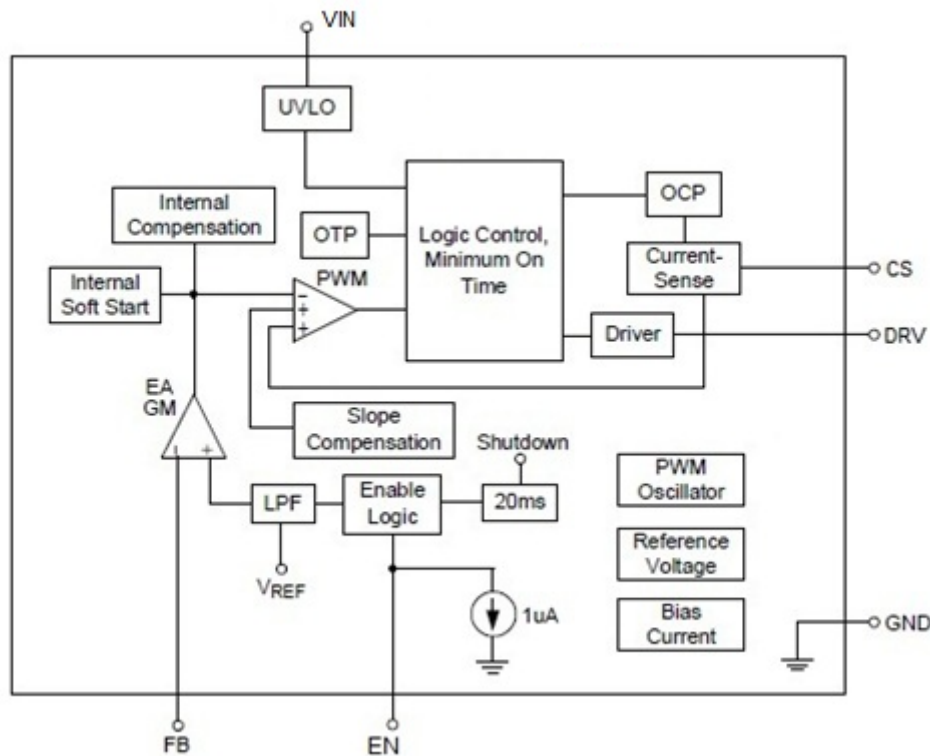 VIN
UVLO
Internal
Compensation
OTP
Logic Control,
Minimum On
Time
OCP
Current-
Sense
CS
Internal
Soft Start
PWM
Driver
DRV
EA
GM
Slope
Compensation
Shutdown
LPF
Enable
Logic
20ms
PWM
Oscillator
VREF
Reference
Voltage
1uA
Bias
Current
GND
FB
EN